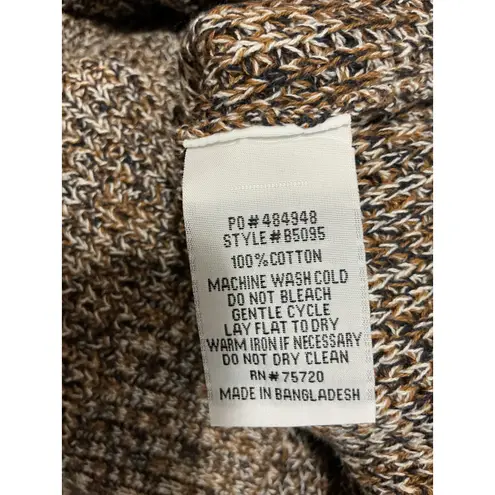 PO#484948
STYLE#B5095
100%COTTON
MACHINE WASH COLD
DO NOT BLEACH
GENTLE CYCLE
LAY FLAT TO DRY
WARM IRON IF NECESSARY
DO NOT DRY CLEAN
RN#75720
MADE IN BANGLADESH